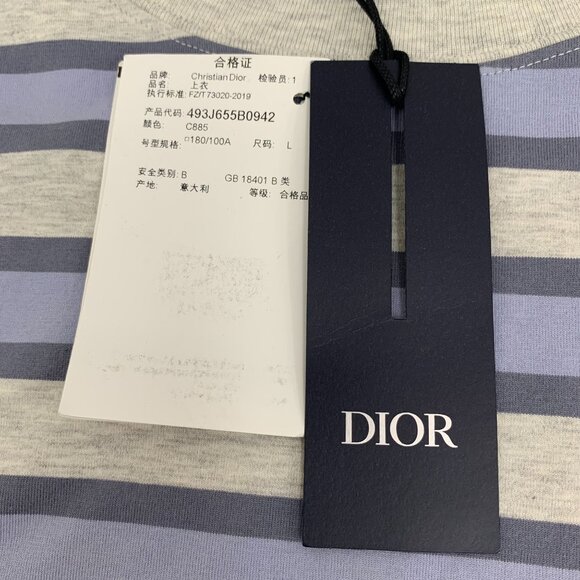 合格证
品牌: Christian Dior 检验员: 1
品名: 上衣
执行标准: FZ/T73020-2019
产品代码: 493J655B0942
颜色: C885
号型规格: □180/100A 尺码: L
安全类别: B GB 18401 B 类
产地: 意大利 等级: 合格品
DIOR